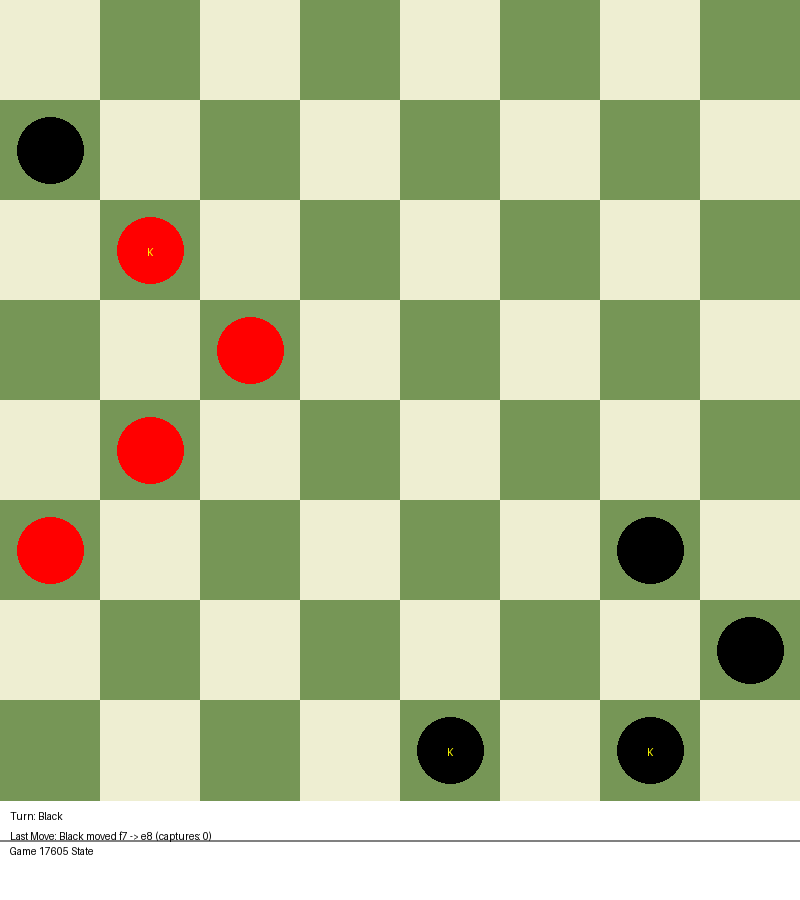 K
K K
Turn: Black
Last Move: Black moved f7 -> e8 (captures: 0)
Game 17605 State